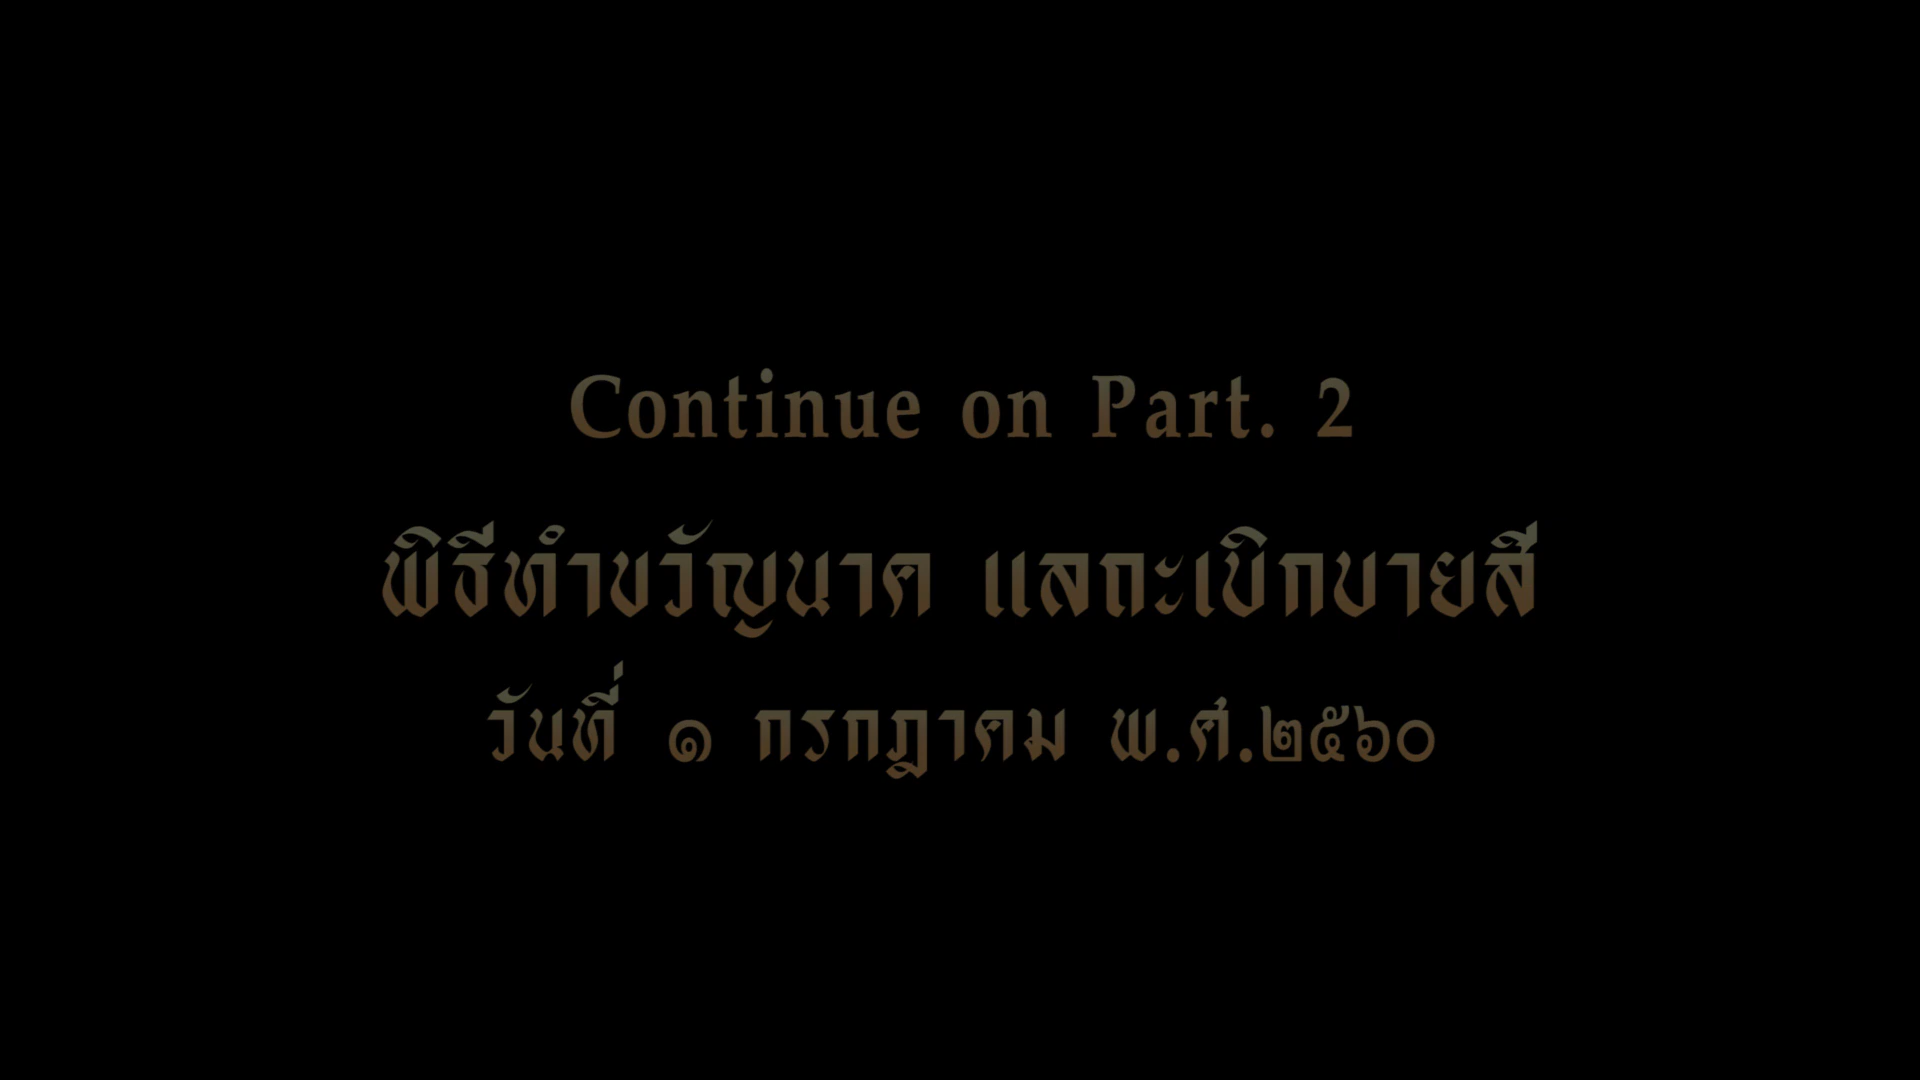 Continue on Part. 2
พิธีทำขวัญนาค แลถะเบิกบายสี
วันที่ ๑ กรกฎาคม พ.ศ.๒๕๖๐